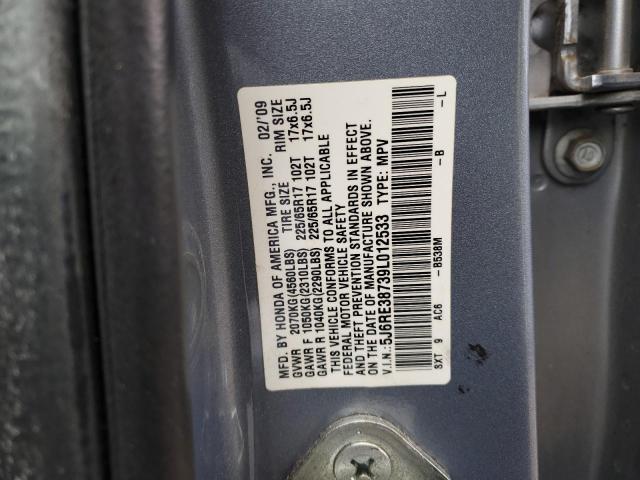 MFD. BY HONDA OF AMERICA MFG., INC. 02/'09
TIRE SIZE RIM SIZE
GVWR 2070KG(4560LBS) 225/65R17 102T 17x6.5J
GAWR F 1050KG(2310LBS) 225/65R17 102T 17x6.5J
GAWR R 1040KG(2290LBS)
THIS VEHICLE CONFORMS TO ALL APPLICABLE
FEDERAL MOTOR VEHICLE SAFETY
AND THEFT PREVENTION STANDARDS IN EFFECT
ON THE DATE OF MANUFACTURE SHOWN ABOVE.
V.I.N.:5J6RE38739L012533 TYPE: MPV
SXT 9 AC6 -B538M -B -L